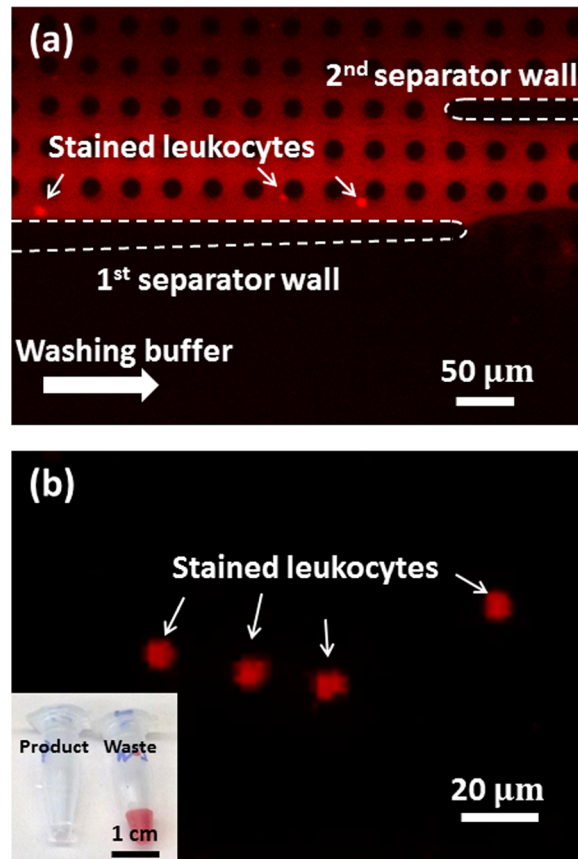 (a)
2nd separator wall
Stained leukocytes
1st separator wall
Washing buffer
50 μm
(b)
Stained leukocytes
Product Waste
1 cm
20 μm